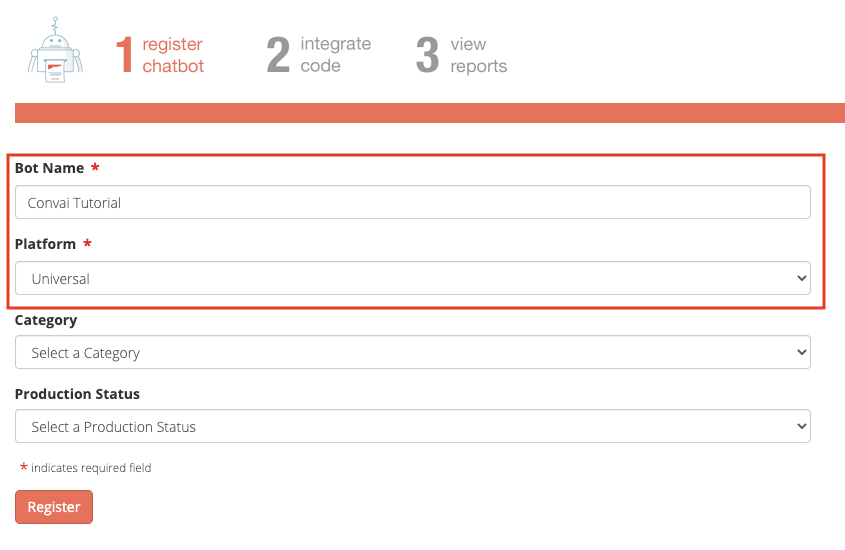 1 register chatbot
2 integrate code
3 view reports
Bot Name *
Convai Tutorial
Platform *
Universal
Category
Select a Category
Production Status
Select a Production Status
* indicates required field
Register